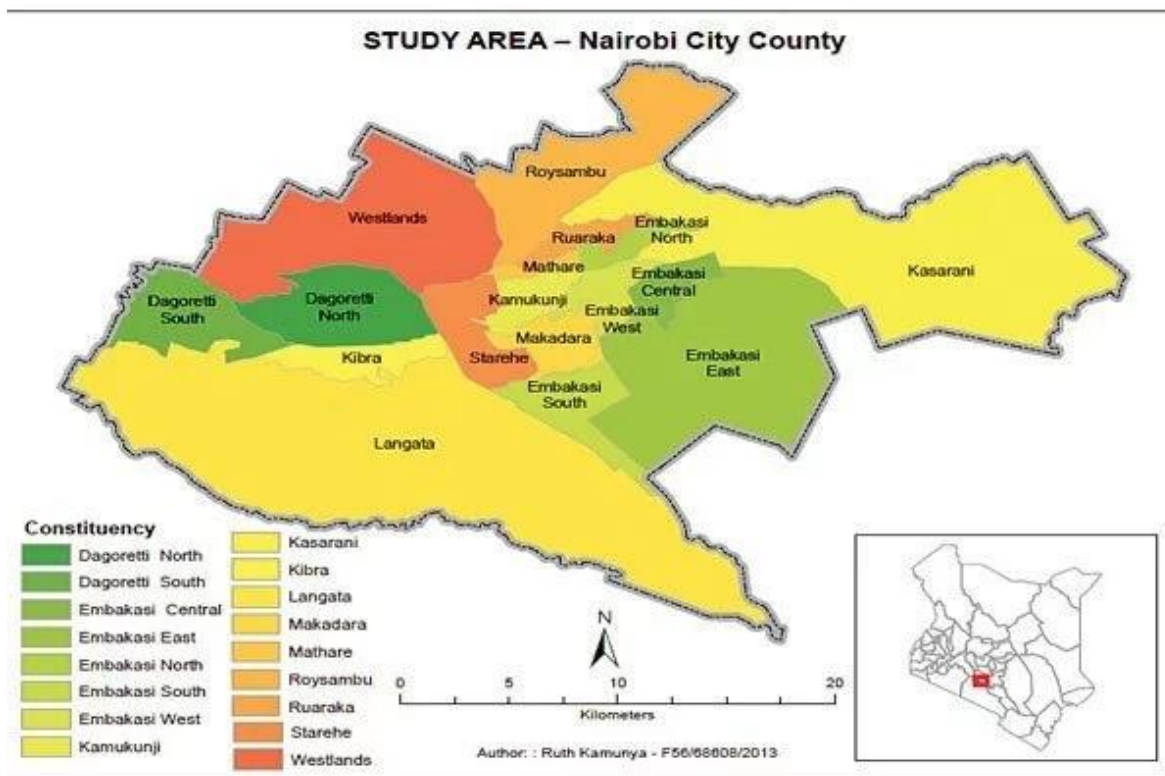 STUDY AREA – Nairobi City County
Roysambu
Westlands
Ruaraka
Embakasi
North
Mathare
Embakasi
Central
Kasarani
Dagoretti
South
Dagoretti
North
Kamukunji
Embakasi
West
Makadara
Kibra
Starehe
Embakasi
East
Embakasi
South
Langata
Constituency
Dagoretti North
Dagoretti South
Embakasi Central
Embakasi East
Embakasi North
Embakasi South
Embakasi West
Kamukunji
Kasarani
Kibra
Langata
Makadara
Mathare
Roysambu
Ruaraka
Starehe
Westlands
N
0 5 10 20
Kilometers
Author: : Ruth Kamunya - F56/68608/2013